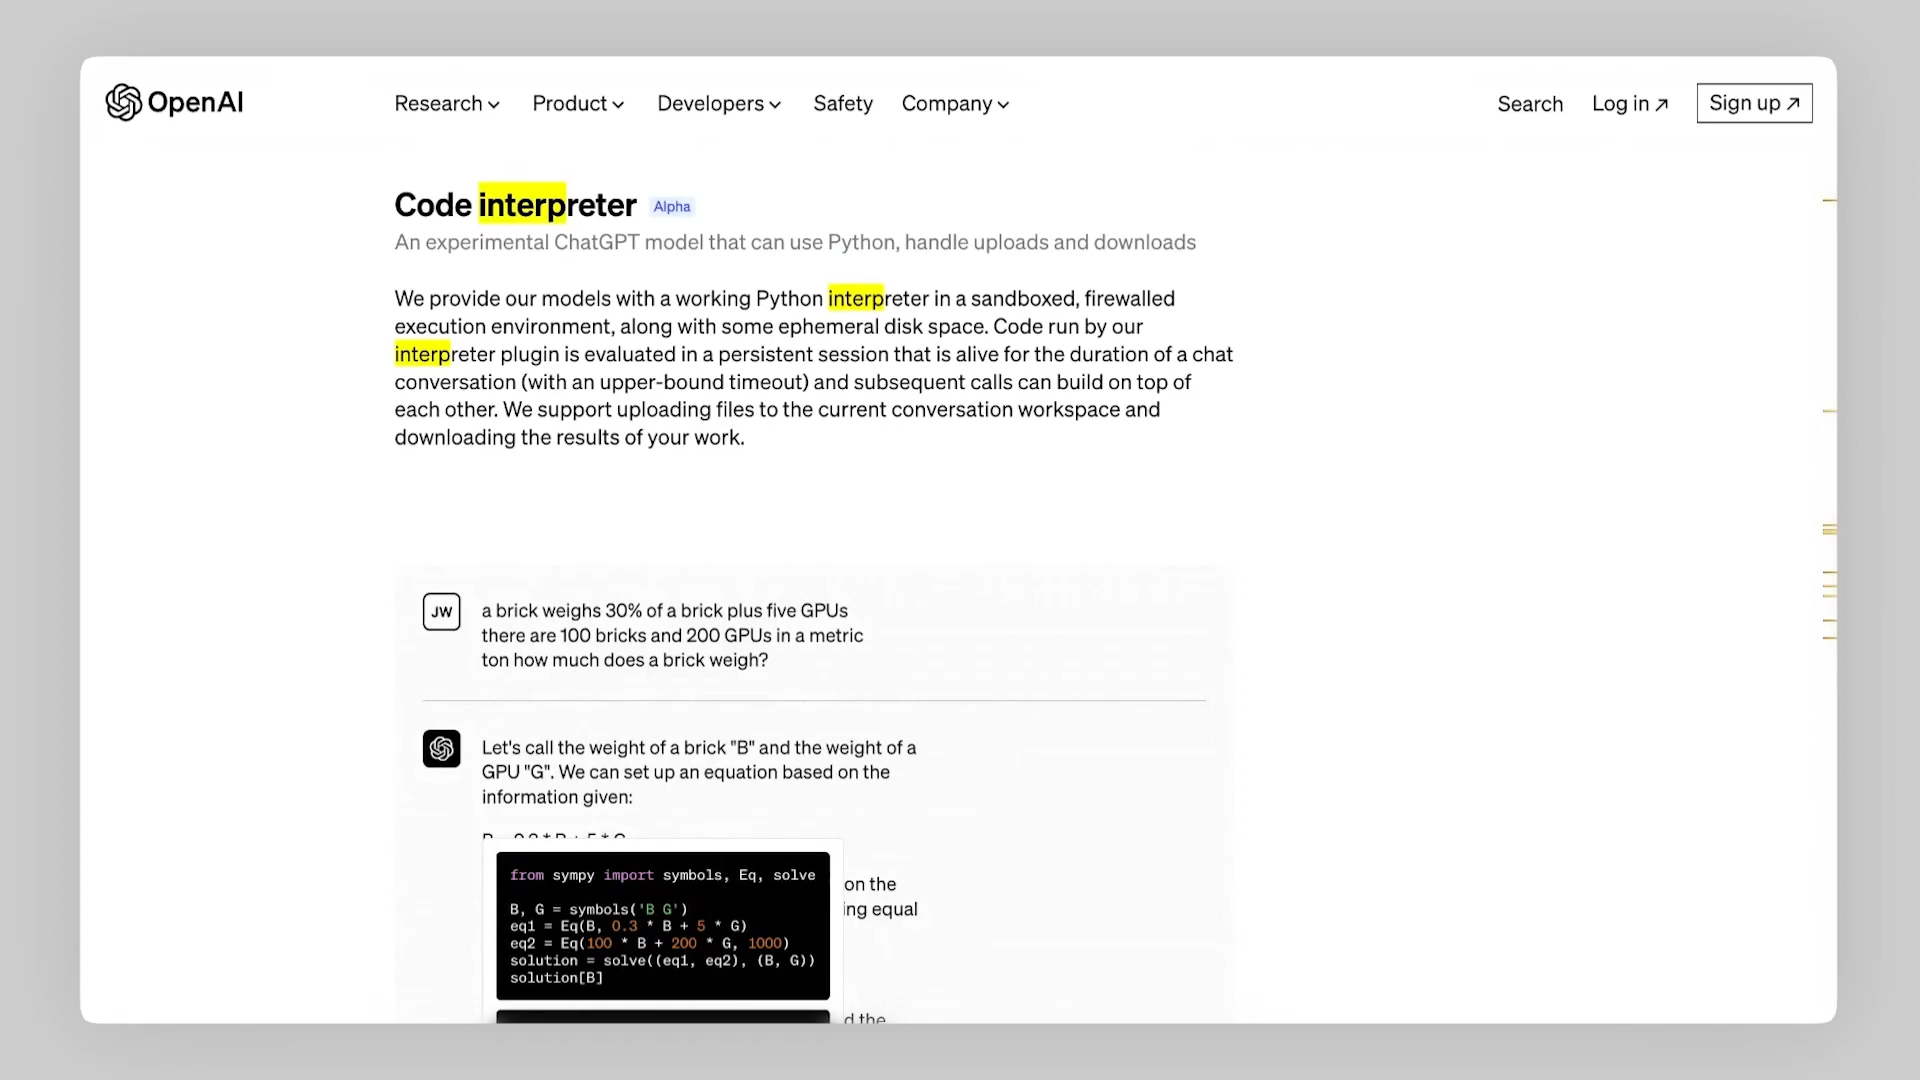 OpenAI
Research
Product
Developers
Safety
Company
Search
Log in ↗
Sign up ↗
Code interpreter
Alpha
An experimental ChatGPT model that can use Python, handle uploads and downloads
We provide our models with a working Python interpreter in a sandboxed, firewalled
execution environment, along with some ephemeral disk space. Code run by our
interpreter plugin is evaluated in a persistent session that is alive for the duration of a chat
conversation (with an upper-bound timeout) and subsequent calls can build on top of
each other. We support uploading files to the current conversation workspace and
downloading the results of your work.
JW
a brick weighs 30% of a brick plus five GPUs
there are 100 bricks and 200 GPUs in a metric
ton how much does a brick weigh?
Let's call the weight of a brick "B" and the weight of a
GPU "G". We can set up an equation based on the
information given:
on the
ing equal
from sympy import symbols, Eq, solve
B, G = symbols('B G')
eq1 = Eq(B, 0.3 * B + 5 * G)
eq2 = Eq(100 * B + 200 * G, 1000)
solution = solve((eq1, eq2), (B, G))
solution[B]
d the